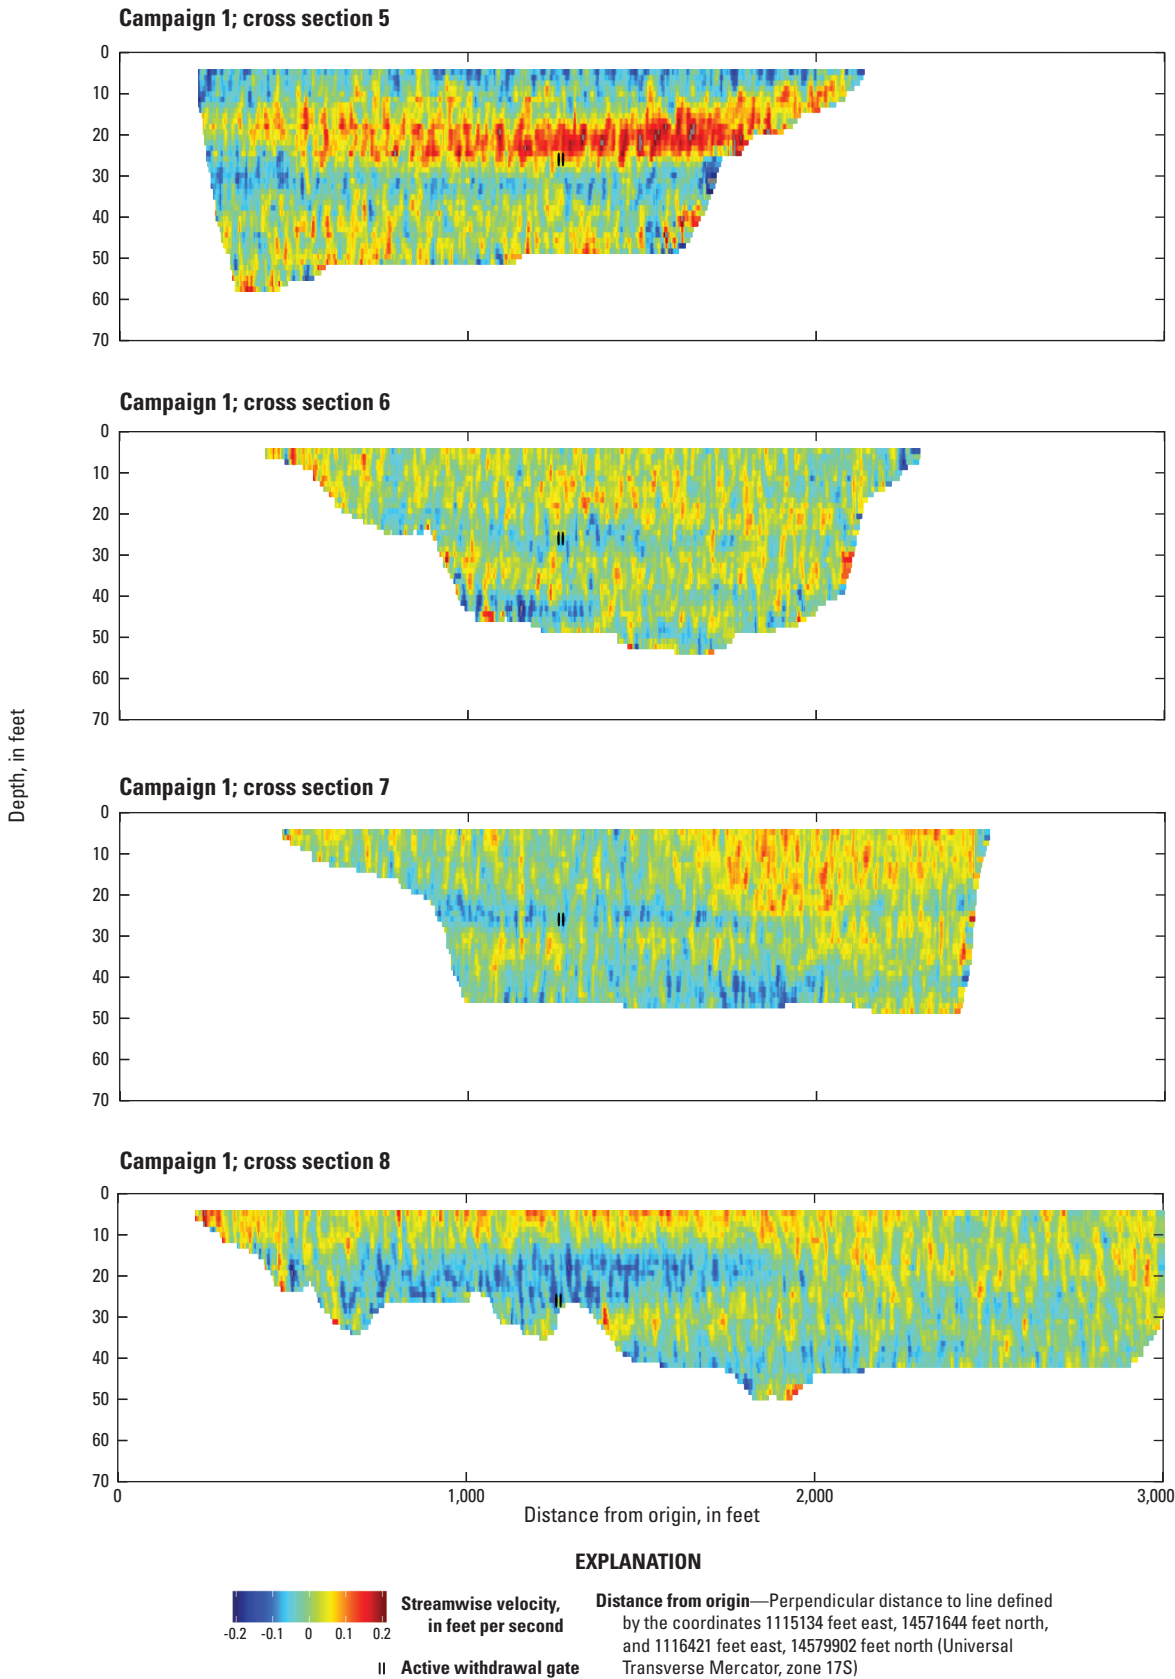 Campaign 1; cross section 5
0
10
20
30
40
50
60
70
Campaign 1; cross section 6
0
10
20
30
40
50
60
70
Depth, in feet
Campaign 1; cross section 7
0
10
20
30
40
50
60
70
Campaign 1; cross section 8
0
10
20
30
40
50
60
70
0 1,000 2,000 3,000
Distance from origin, in feet
EXPLANATION
-0.2 -0.1 0 0.1 0.2
Streamwise velocity,
in feet per second
Active withdrawal gate
Distance from origin—Perpendicular distance to line defined
by the coordinates 1115134 feet east, 14571644 feet north,
and 1116421 feet east, 14579902 feet north (Universal
Transverse Mercator, zone 17S)